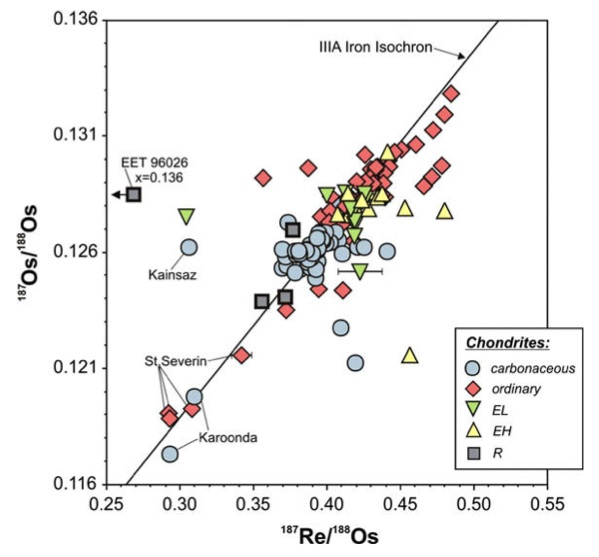 0.136
IIIA Iron Isochron
0.131
EET 96026
x=0.136
0.126
Kainsaz
187Os/188Os
0.121
St.Severin
Karoonda
0.116
Chondrites:
carbonaceous
ordinary
EL
EH
R
0.25 0.30 0.35 0.40 0.45 0.50 0.55
187Re/188Os